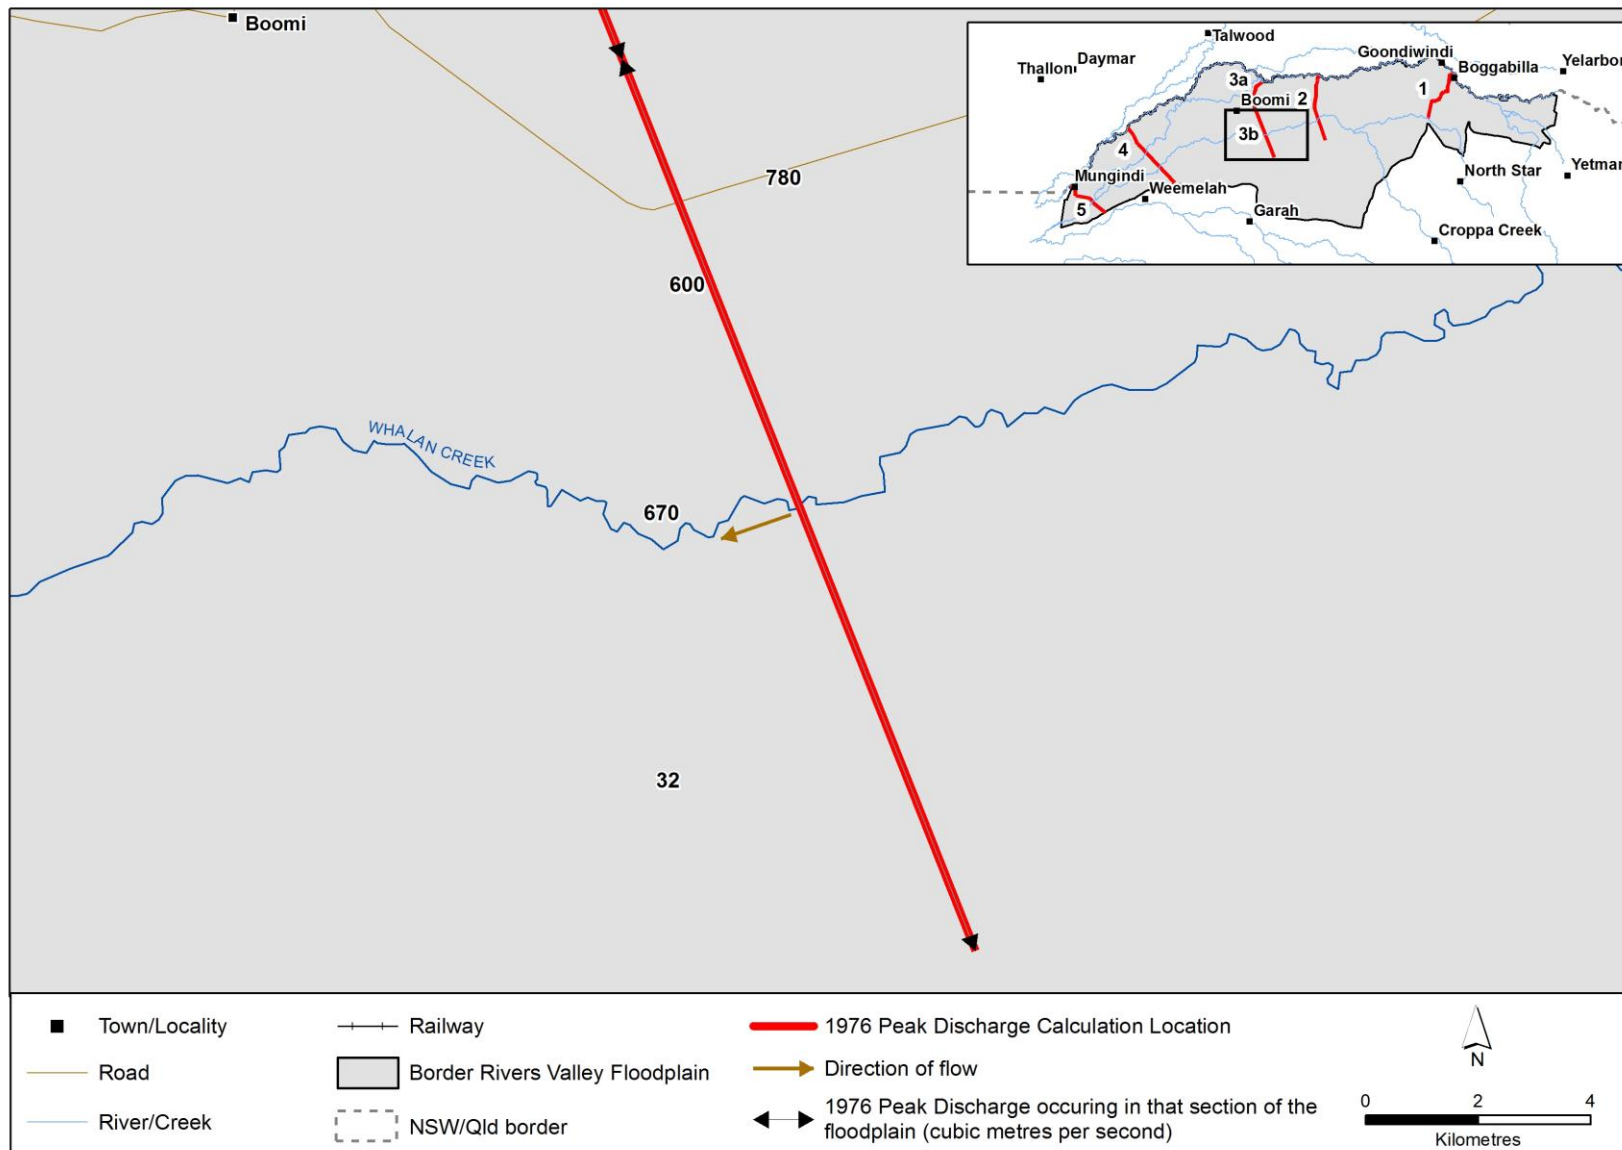 Boomi
780
600
WHALAN CREEK
670
32
Talwood
Goondiwindi
Thallon
Daymar
Boggabilla
Yelarbon
3a
Boomi
2
1
3b
4
Mungindi
Weemelah
North Star
Yetman
5
Garah
Croppa Creek
Town/Locality
Railway
1976 Peak Discharge Calculation Location
Road
Border Rivers Valley Floodplain
Direction of flow
River/Creek
NSW/Qld border
1976 Peak Discharge occuring in that section of the
floodplain (cubic metres per second)
N
0 2 4
Kilometres